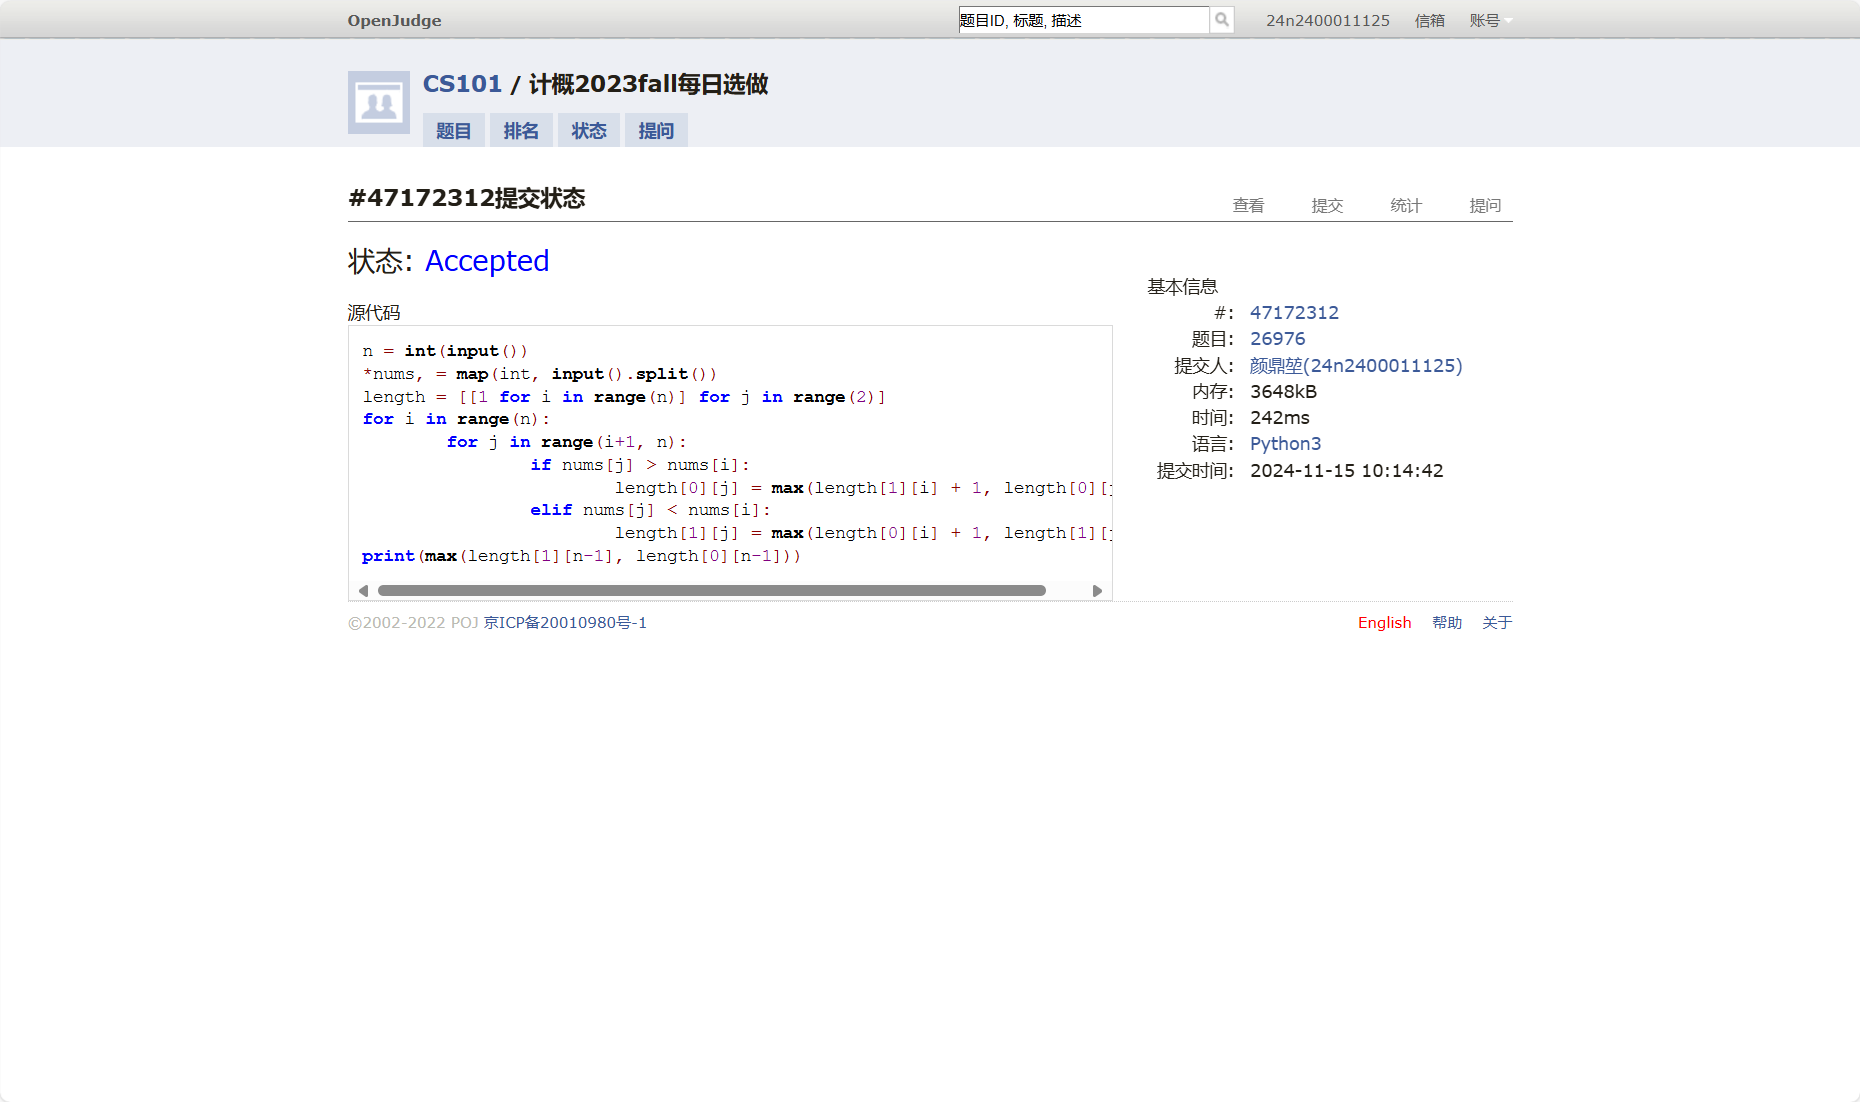 OpenJudge
题目ID, 标题, 描述
24n2400011125 信箱 账号
CS101 / 计概2023fall每日选做
题目 排名 状态 提问
#47172312提交状态
查看 提交 统计 提问
状态: Accepted
源代码
n = int(input())
*nums, = map(int, input().split())
length = [[1 for i in range(n)] for j in range(2)]
for i in range(n):
        for j in range(i+1, n):
                if nums[j] > nums[i]:
                        length[0][j] = max(length[1][i] + 1, length[0][j
                elif nums[j] < nums[i]:
                        length[1][j] = max(length[0][i] + 1, length[1][j
print(max(length[1][n-1], length[0][n-1]))
基本信息
#: 47172312
题目: 26976
提交人: 颜鼎堃(24n2400011125)
内存: 3648kB
时间: 242ms
语言: Python3
提交时间: 2024-11-15 10:14:42
©2002-2022 POJ 京ICP备20010980号-1
English 帮助 关于